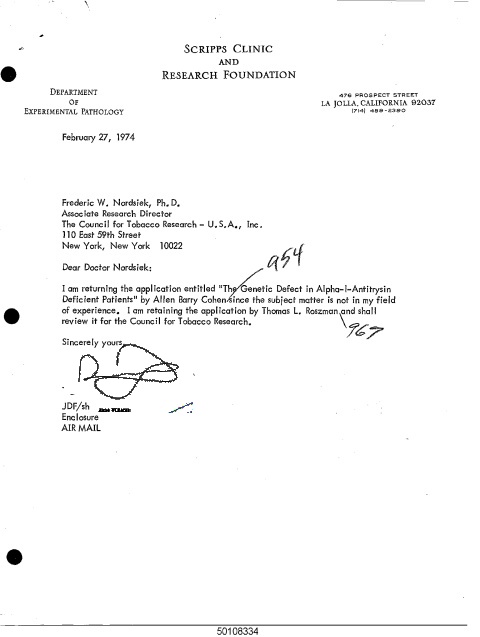 SCRIPPS CLINIC
AND
RESEARCH FOUNDATION
DEPARTMENT
OF
EXPERIMENTAL PATHOLOGY
476 PROSPECT STREET
LA JOLLA, CALIFORNIA 92037
(714) 459-2390
February 27, 1974
Frederic W. Nordsiek, Ph.D.
Associate Research Director
The Council for Tobacco Research - U.S.A., Inc.
110 East 59th Street
New York, New York 10022
a54
Dear Doctor Nordsiek:
I am returning the application entitled "The Genetic Defect in Alpha-I-Antitrysin
Deficient Patients" by Allen Barry Cohen since the subject matter is not in my field
of experience. I am retaining the application by Thomas L. Roszman and shall
review it for the Council for Tobacco Research.
967
Sincerely yours,
JDF/sh
Enclosure
AIR MAIL
50108334